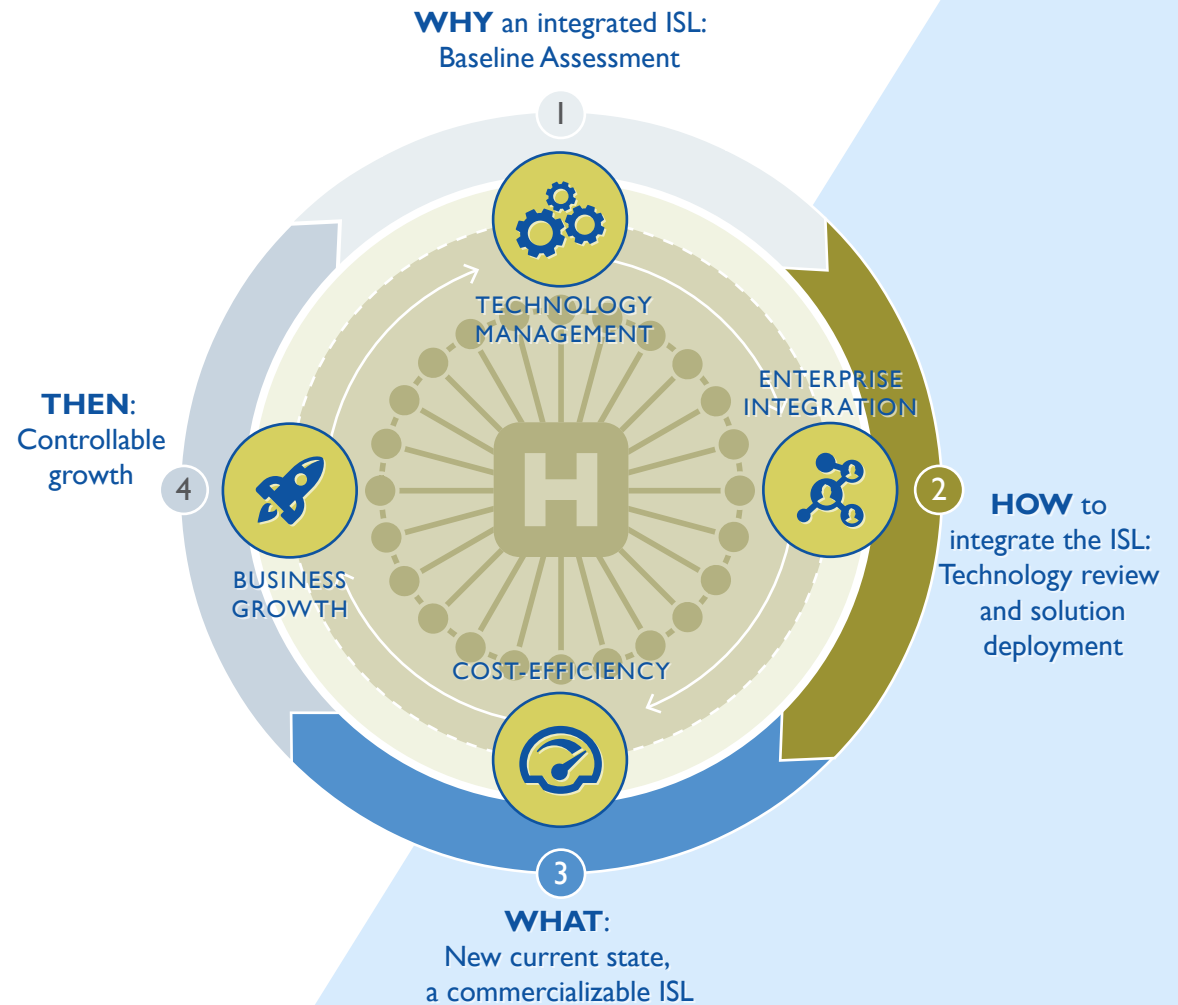 WHY an integrated ISL:
Baseline Assessment
1
TECHNOLOGY
MANAGEMENT
ENTERPRISE
INTEGRATION
2
HOW to
integrate the ISL:
Technology review
and solution
deployment
H
COST-EFFICIENCY
3
WHAT:
New current state,
a commercializable ISL
THEN:
Controllable
growth
4
BUSINESS
GROWTH